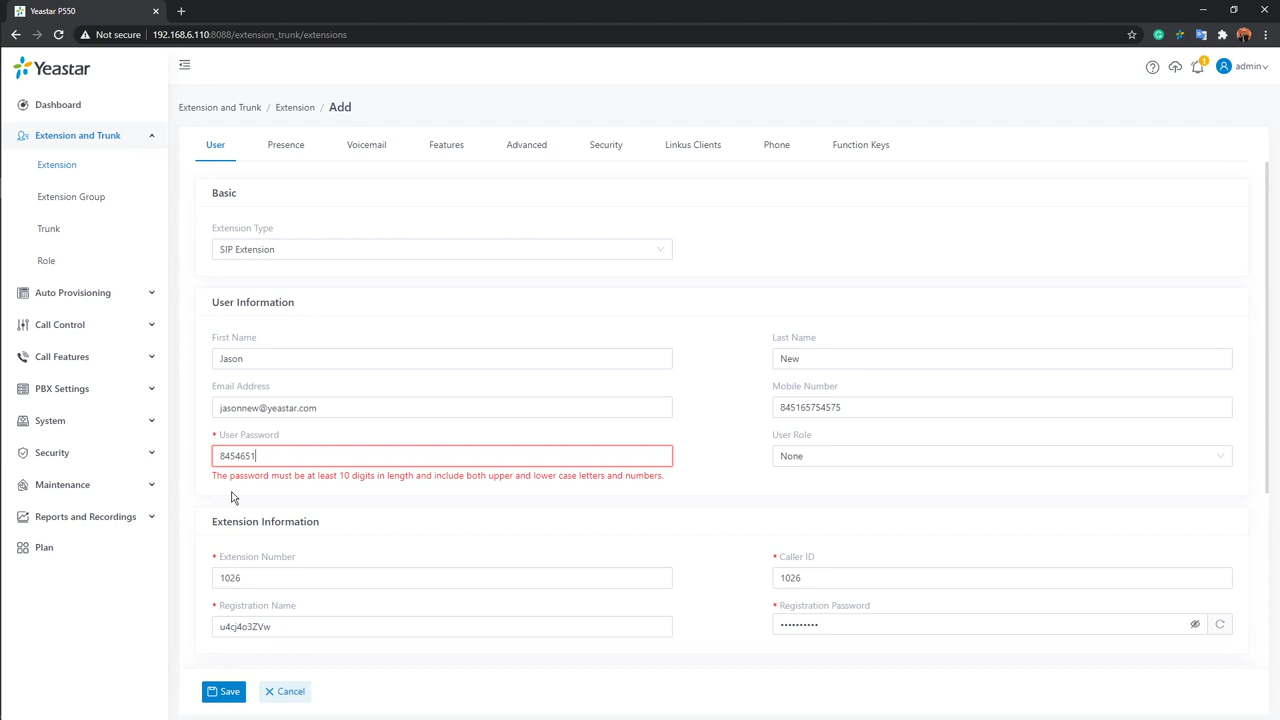 Yeastar P550
Not secure 192.168.6.110:8088/extension_trunk/extensions
Yeastar
1
admin
Dashboard
Extension and Trunk
Extension
Extension Group
Trunk
Role
Auto Provisioning
Call Control
Call Features
PBX Settings
System
Security
Maintenance
Reports and Recordings
Plan
Extension and Trunk / Extension / Add
User Presence Voicemail Features Advanced Security Linkus Clients Phone Function Keys
Basic
Extension Type
SIP Extension
User Information
First Name Last Name
Jason New
Email Address Mobile Number
jasonnew@yeastar.com 845165754575
* User Password User Role
8454651 None
The password must be at least 10 digits in length and include both upper and lower case letters and numbers.
Extension Information
* Extension Number * Caller ID
1026 1026
* Registration Name * Registration Password
u4cj4o3ZVw ••••••••••
Save Cancel